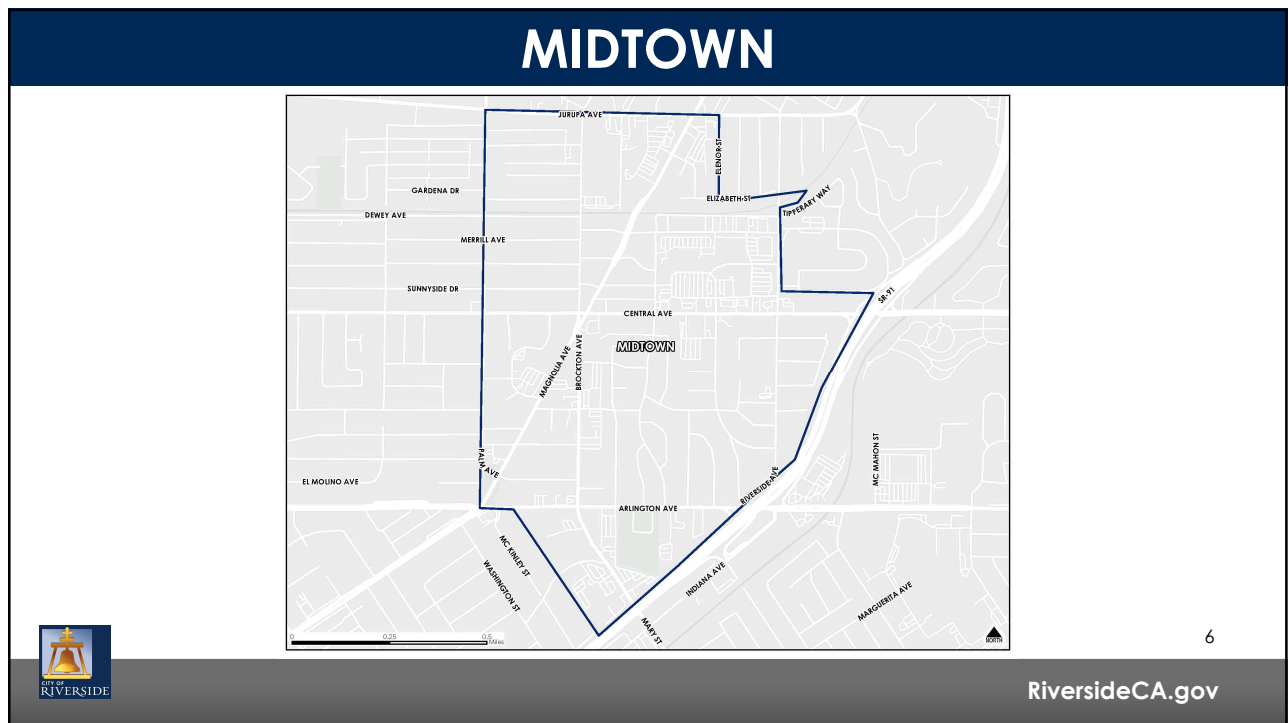 MIDTOWN
JURUPA AVE
ELENOR ST
GARDENA DR
ELIZABETH ST
TIPPERARY WAY
DEWEY AVE
MERRILL AVE
SUNNYSIDE DR
SR-91
CENTRAL AVE
MIDTOWN
MAGNOLIA AVE
BROCKTON AVE
MC MAHON ST
PALM AVE
EL MOLINO AVE
RIVERSIDE AVE
ARLINGTON AVE
MC KINLEY ST
WASHINGTON ST
INDIANA AVE
MARGUERITA AVE
MARY ST
0 0.25 0.5
Miles
NORTH
6
CITY OF
RIVERSIDE
RiversideCA.gov